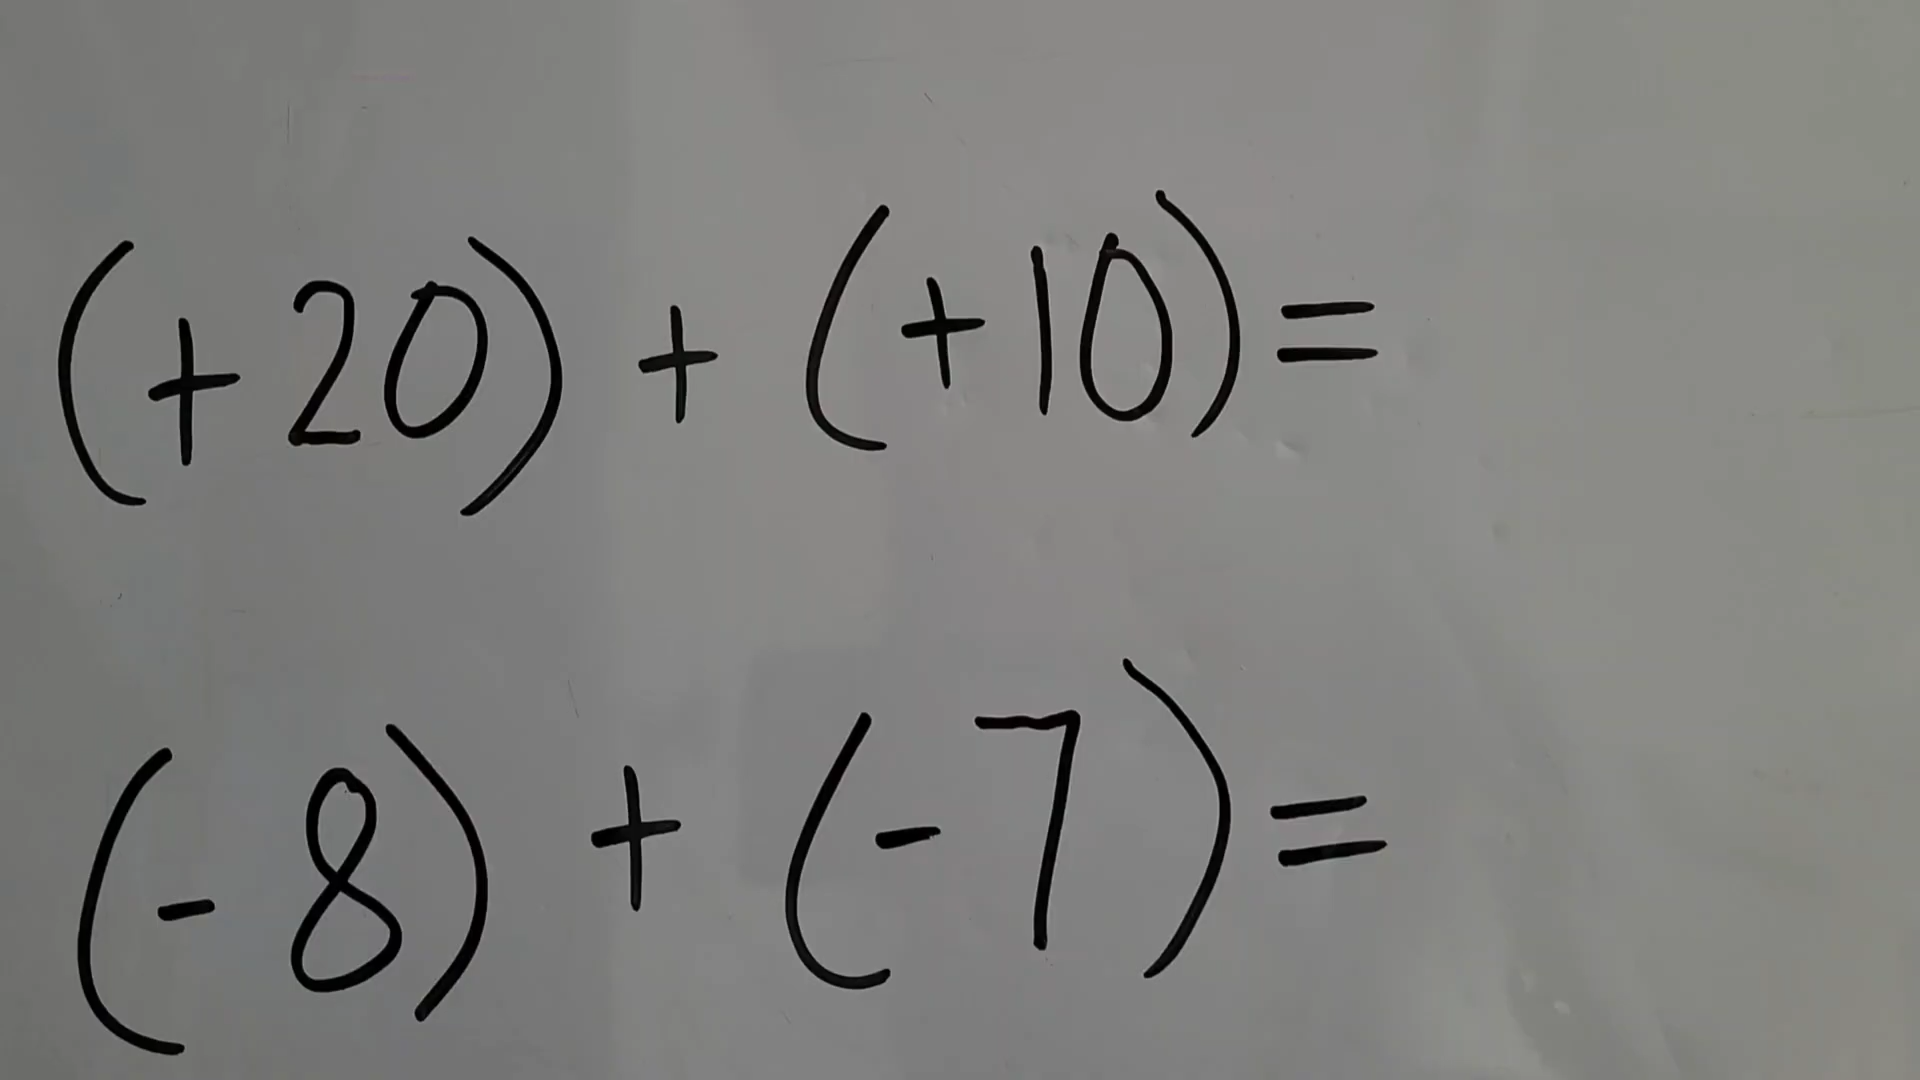 (+20) + (+10) =
(-8) + (-7) =